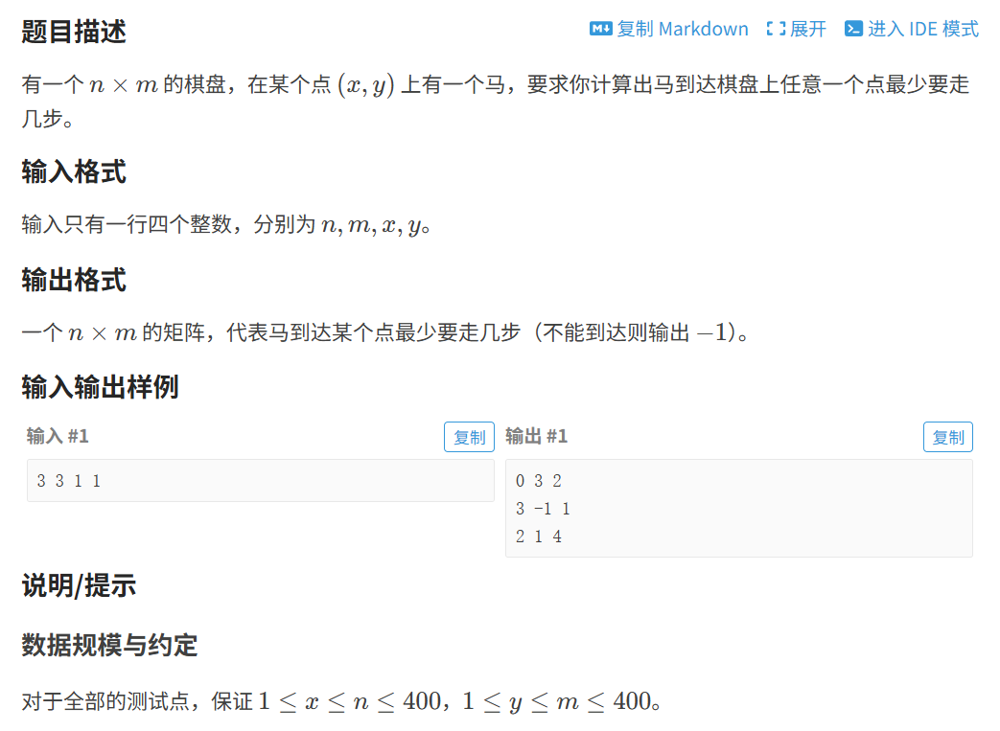 题目描述
复制 Markdown 展开 进入 IDE 模式
有一个 n × m 的棋盘，在某个点 (x, y) 上有一个马，要求你计算出马到达棋盘上任意一个点最少要走
几步。
输入格式
输入只有一行四个整数，分别为 n, m, x, y。
输出格式
一个 n × m 的矩阵，代表马到达某个点最少要走几步（不能到达则输出 −1）。
输入输出样例
输入 #1 复制
3 3 1 1
输出 #1 复制
0 3 2
3 -1 1
2 1 4
说明/提示
数据规模与约定
对于全部的测试点，保证 1 ≤ x ≤ n ≤ 400，1 ≤ y ≤ m ≤ 400。